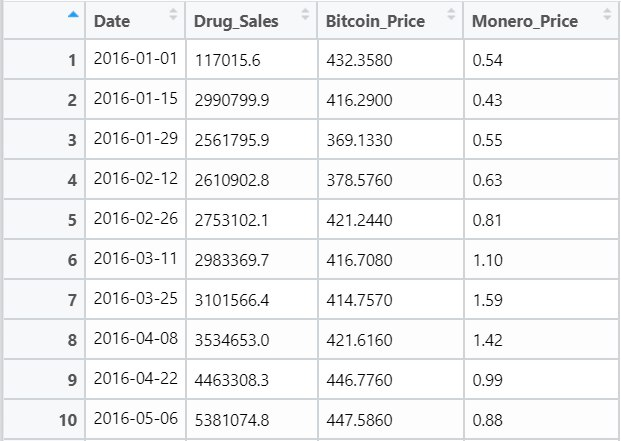 Date Drug_Sales Bitcoin_Price Monero_Price
1 2016-01-01 117015.6 432.3580 0.54
2 2016-01-15 2990799.9 416.2900 0.43
3 2016-01-29 2561795.9 369.1330 0.55
4 2016-02-12 2610902.8 378.5760 0.63
5 2016-02-26 2753102.1 421.2440 0.81
6 2016-03-11 2983369.7 416.7080 1.10
7 2016-03-25 3101566.4 414.7570 1.59
8 2016-04-08 3534653.0 421.6160 1.42
9 2016-04-22 4463308.3 446.7760 0.99
10 2016-05-06 5381074.8 447.5860 0.88